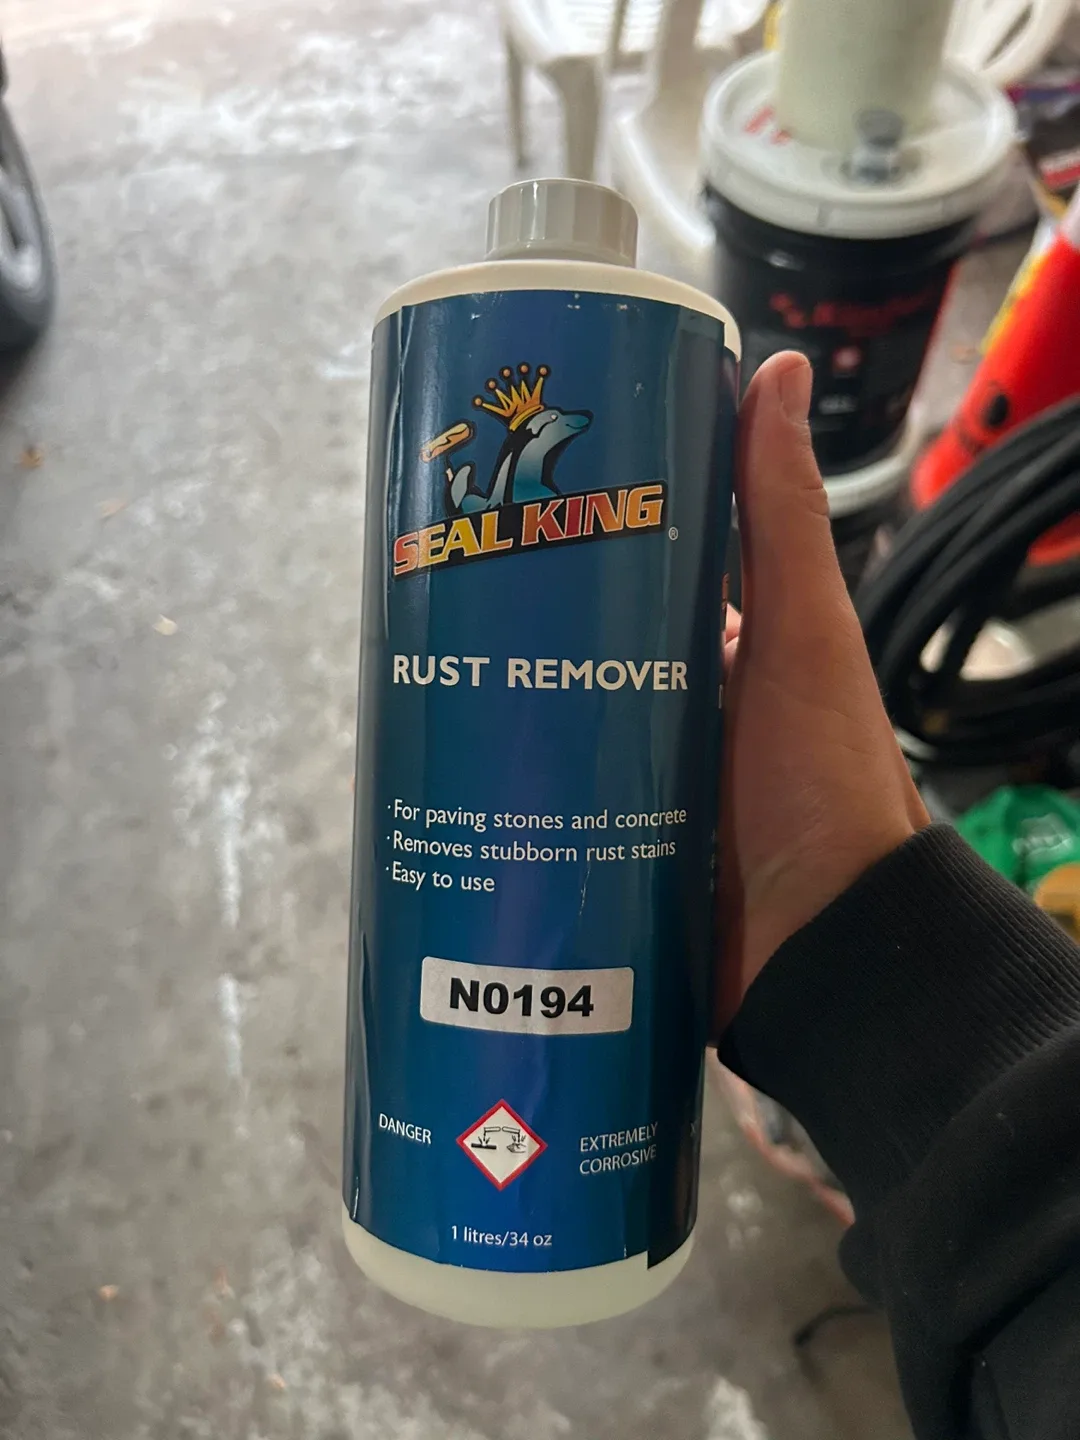 SEAL KING
®
RUST REMOVER
·For paving stones and concrete
·Removes stubborn rust stains
·Easy to use
N0194
DANGER
EXTREMELY
CORROSIVE
1 litres/34 oz